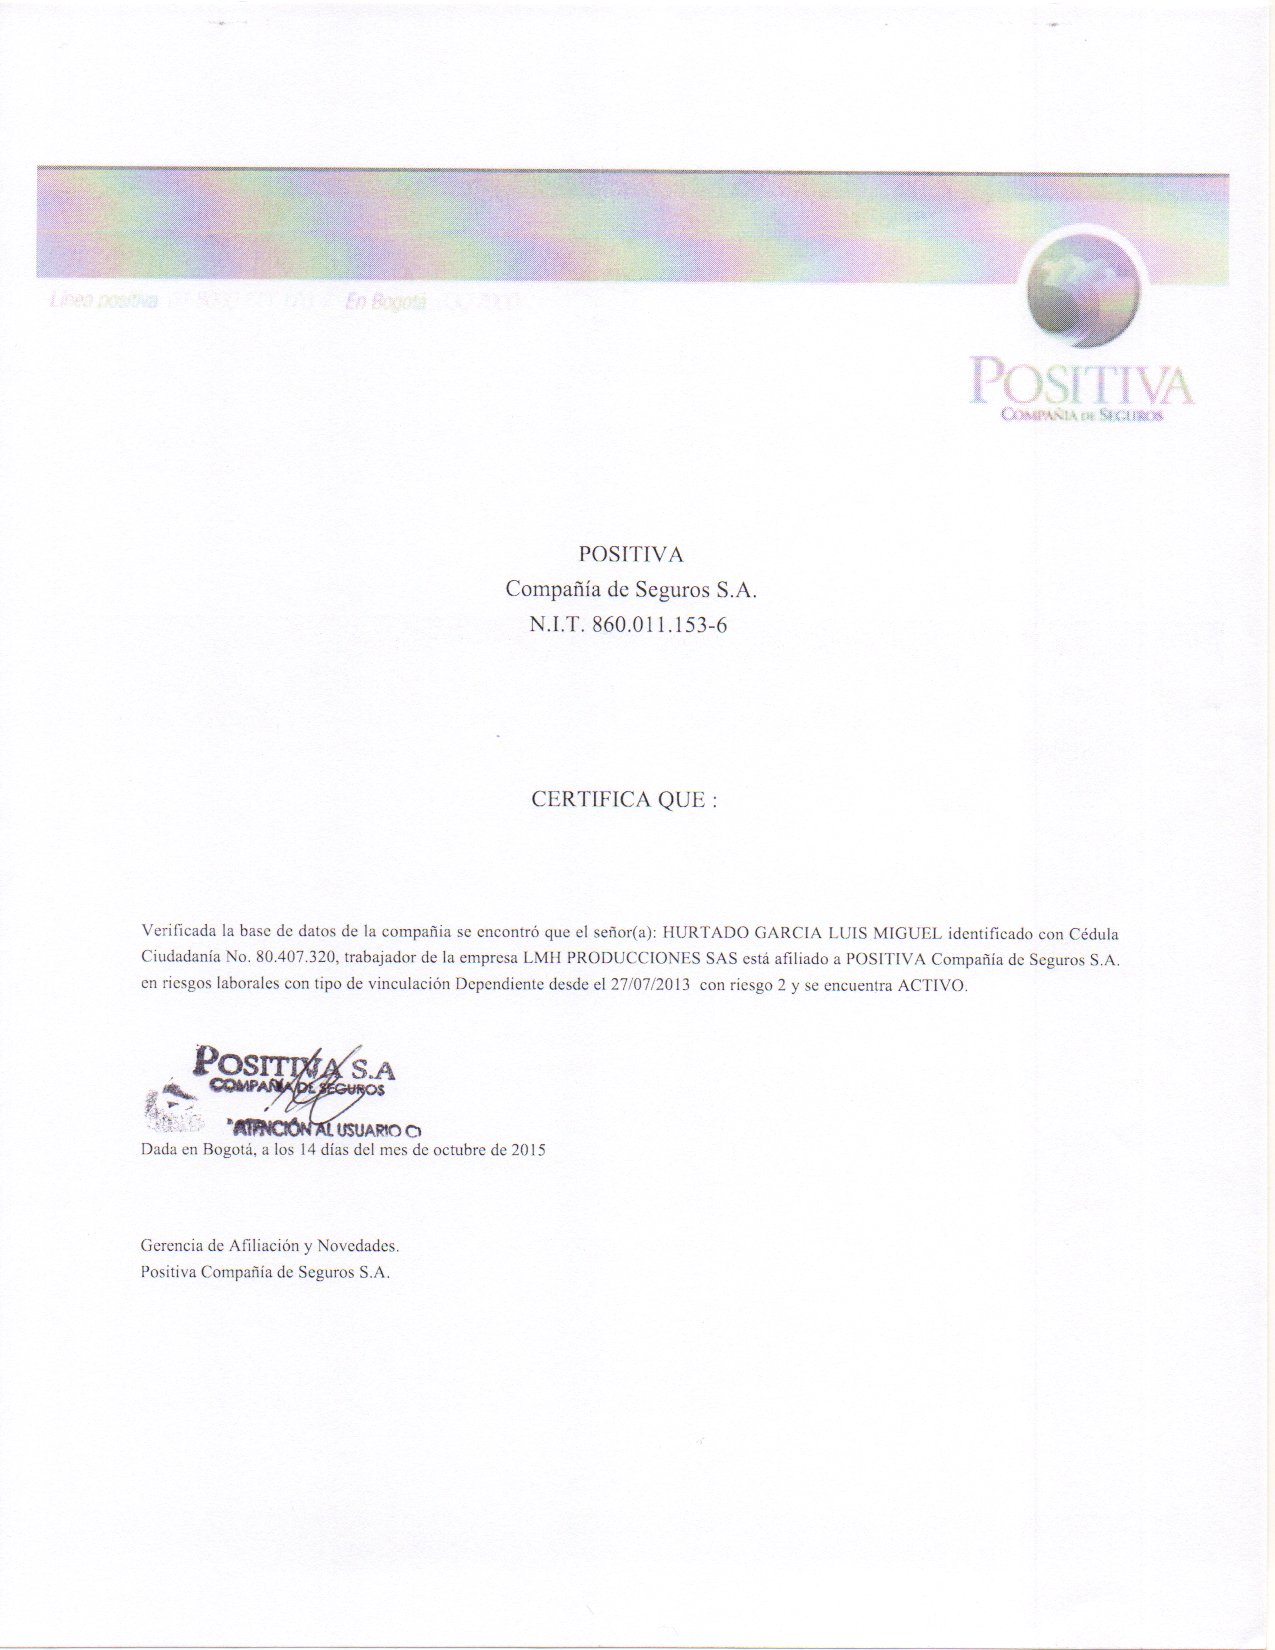 Línea positiva
En Bogotá
POSITIVA
COMPAÑÍA DE SEGUROS
POSITIVA
Compañía de Seguros S.A.
N.I.T. 860.011.153-6
CERTIFICA QUE :
Verificada la base de datos de la compañia se encontró que el señor(a): HURTADO GARCIA LUIS MIGUEL identificado con Cédula
Ciudadanía No. 80.407.320, trabajador de la empresa LMH PRODUCCIONES SAS está afiliado a POSITIVA Compañía de Seguros S.A.
en riesgos laborales con tipo de vinculación Dependiente desde el 27/07/2013 con riesgo 2 y se encuentra ACTIVO.
POSITIVA S.A
COMPAÑIA DE SEGUROS
ATENCIÓN AL USUARIO
Dada en Bogotá, a los 14 días del mes de octubre de 2015
Gerencia de Afiliación y Novedades.
Positiva Compañía de Seguros S.A.